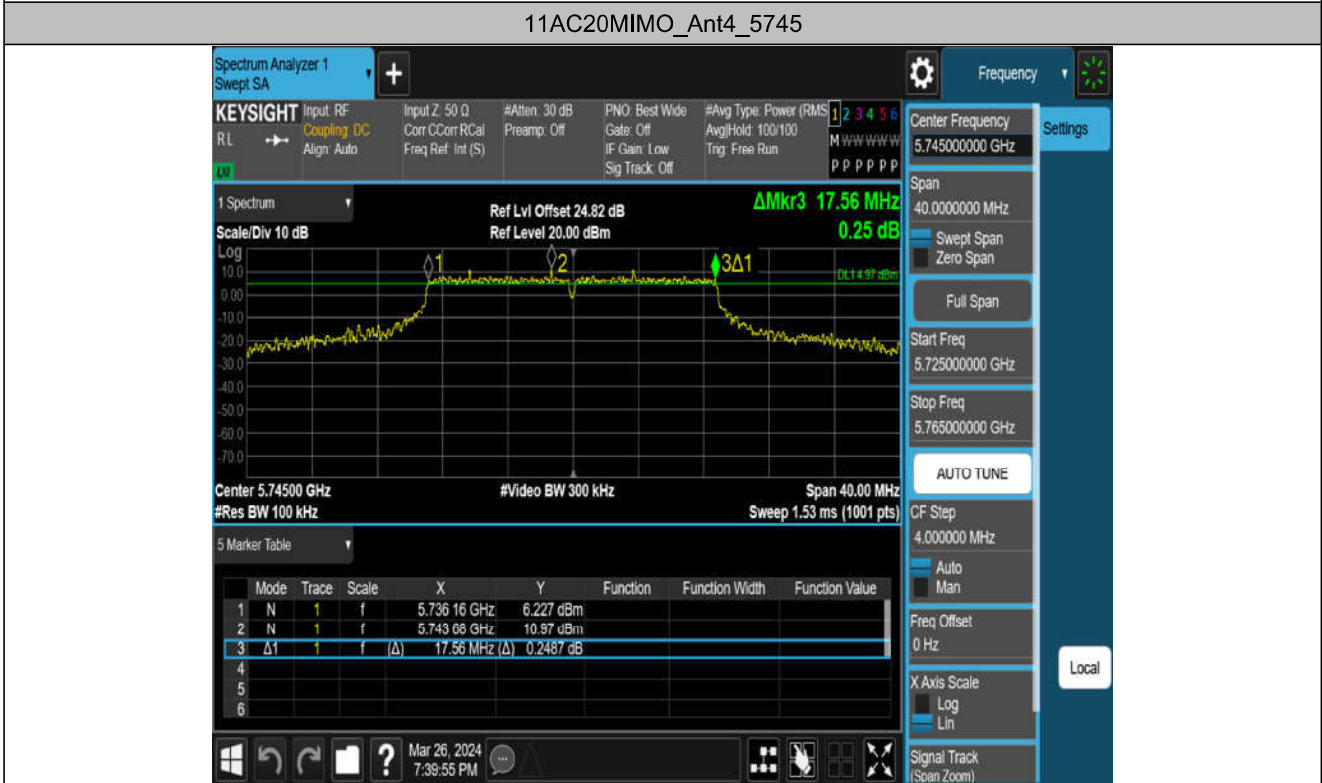 11AC20MIMO_Ant4_5745
Spectrum Analyzer 1
Swept SA
+
Frequency
KEYSIGHT
RL
LXI
Input: RF
Coupling: DC
Align: Auto
Input Z: 50 Ω
Corr CCorr RCal
Freq Ref: Int (S)
#Atten: 30 dB
Preamp: Off
PNO: Best Wide
Gate: Off
IF Gain: Low
Sig Track: Off
#Avg Type: Power (RMS
Avg|Hold: 100/100
Trig: Free Run
1 2 3 4 5 6
M W W W W W
P P P P P P
1 Spectrum
Scale/Div 10 dB
Ref Lvl Offset 24.82 dB
Ref Level 20.00 dBm
ΔMkr3 17.56 MHz
0.25 dB
Log
10.0
0.00
-10.0
-20.0
-30.0
-40.0
-50.0
-60.0
-70.0
1
2
3Δ1
DL1 4.97 dBm
Center 5.74500 GHz
#Res BW 100 kHz
#Video BW 300 kHz
Span 40.00 MHz
Sweep 1.53 ms (1001 pts)
5 Marker Table
Mode Trace Scale X Y Function Function Width Function Value
1 N 1 f 5.736 16 GHz 6.227 dBm
2 N 1 f 5.743 68 GHz 10.97 dBm
3 Δ1 1 f (Δ) 17.56 MHz (Δ) 0.2487 dB
4
5
6
?
Mar 26, 2024
7:39:55 PM
Center Frequency
5.745000000 GHz
Settings
Span
40.0000000 MHz
Swept Span
Zero Span
Full Span
Start Freq
5.725000000 GHz
Stop Freq
5.765000000 GHz
AUTO TUNE
CF Step
4.000000 MHz
Auto
Man
Freq Offset
0 Hz
Local
X Axis Scale
Log
Lin
Signal Track
(Span Zoom)